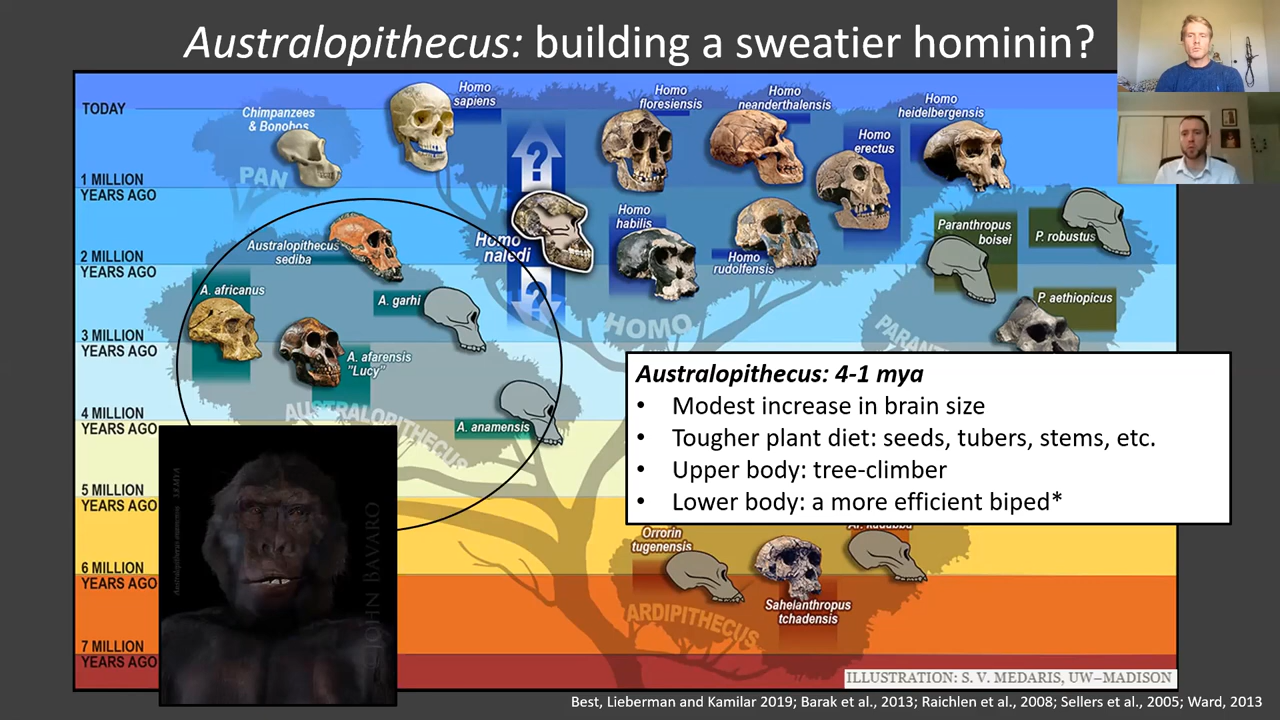 Australopithecus: building a sweatier hominin?
TODAY
Chimpanzees
& Bonobos
PAN
Homo
sapiens
?
Homo
floresiensis
Homo
neanderthalensis
Homo
heidelbergensis
Homo
erectus
1 MILLION
YEARS AGO
Australopithecus
sediba
Homo
naledi
Homo
habilis
Homo
rudolfensis
Paranthropus
boisei
P. robustus
2 MILLION
YEARS AGO
A. africanus
A. garhi
?
HOMO
P. aethiopicus
3 MILLION
YEARS AGO
A. afarensis
"Lucy"
AUSTRALOPITHECUS
A. anamensis
4 MILLION
YEARS AGO
Australopithecus: 4-1 mya
• Modest increase in brain size
• Tougher plant diet: seeds, tubers, stems, etc.
• Upper body: tree-climber
• Lower body: a more efficient biped*
5 MILLION
YEARS AGO
JOHN BAVARO
Orrorin
tugenensis
6 MILLION
YEARS AGO
Sahelanthropus
tchadensis
ARDIPITHECUS
7 MILLION
YEARS AGO
ILLUSTRATION: S. V. MEDARIS, UW–MADISON
Best, Lieberman and Kamilar 2019; Barak et al., 2013; Raichlen et al., 2008; Sellers et al., 2005; Ward, 2013